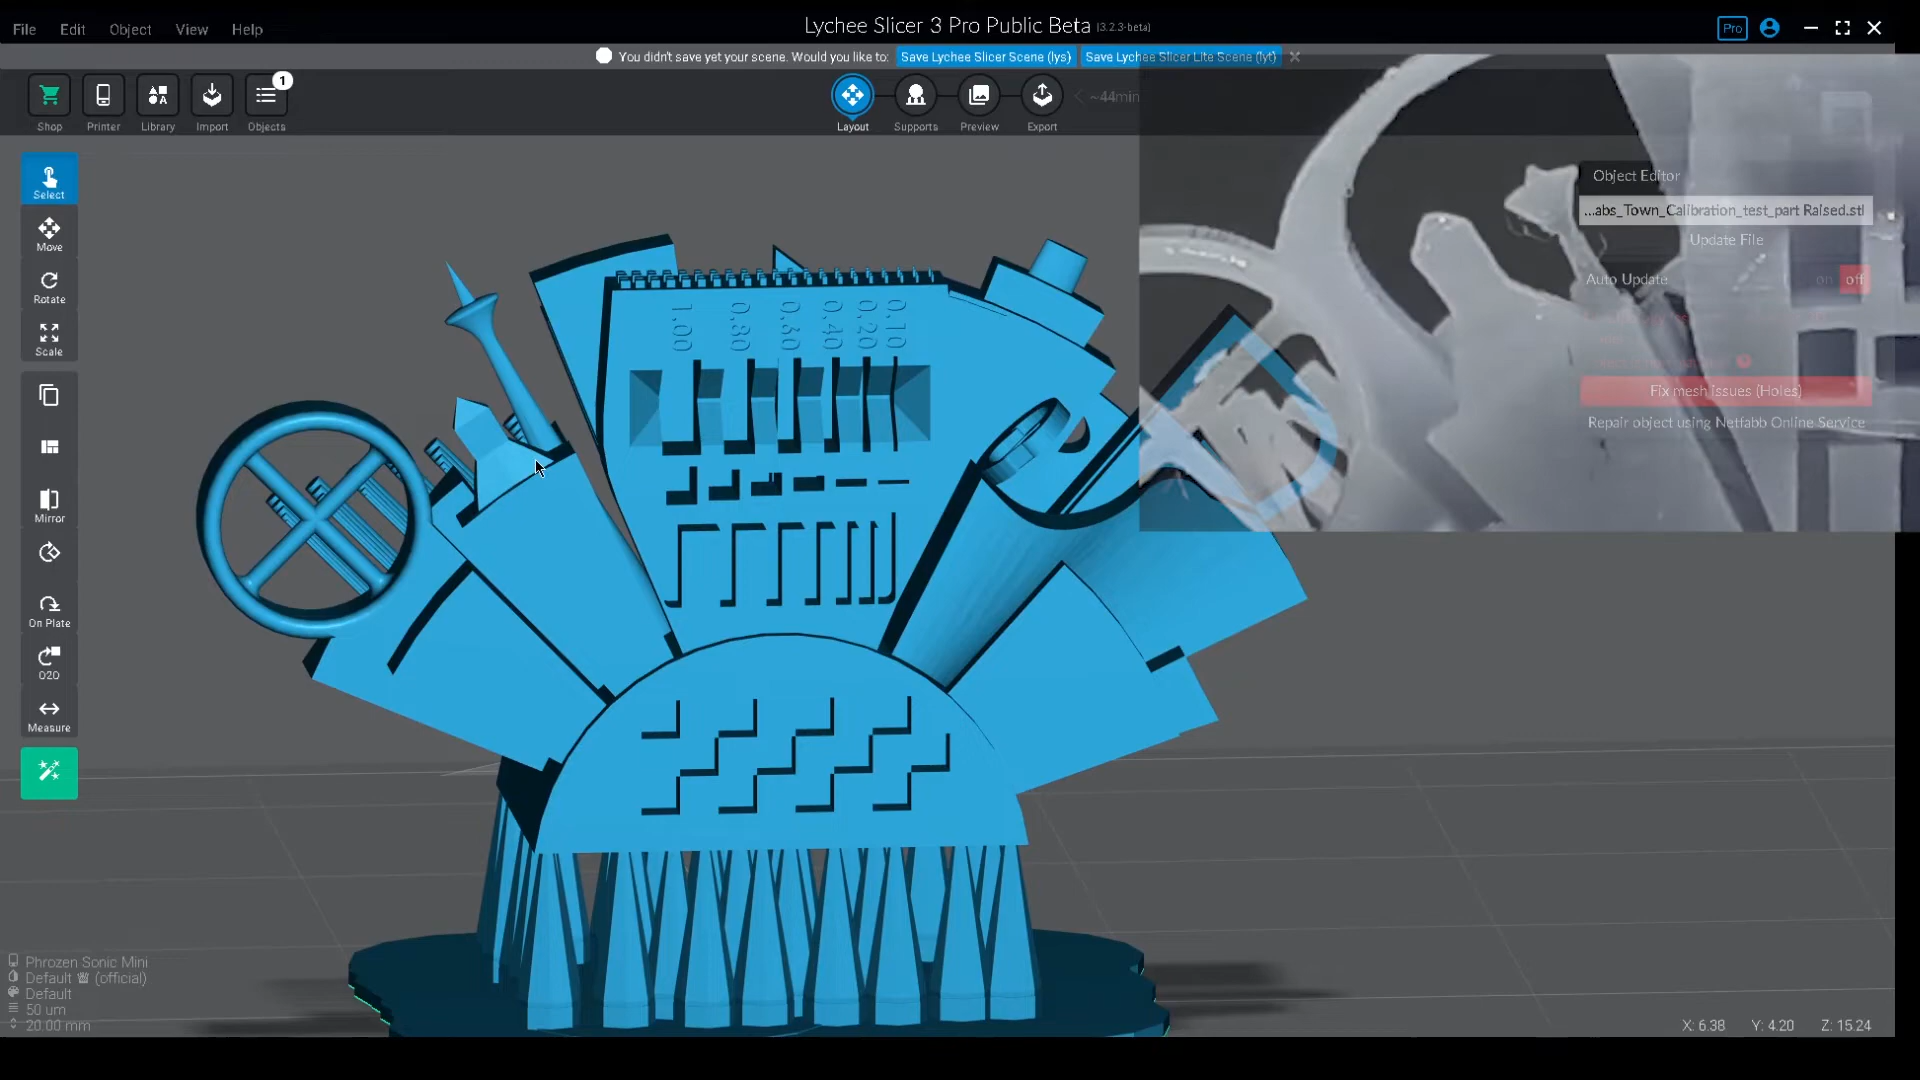 Lychee Slicer 3 Pro Public Beta (3.2.3-beta)
File Edit Object View Help
Pro
You didn't save yet your scene. Would you like to: Save Lychee Slicer Scene (lys) Save Lychee Slicer Lite Scene (lyt)
1
~44min
Shop Printer Library Import Objects
Layout Supports Preview Export
Object Editor
...abs_Town_Calibration_test_part Raised.stl
Update File
Auto Update on off
Fix mesh issues (Holes)
Repair object using Netfabb Online Service
Select
Move
Rotate
Scale
Mirror
On Plate
O2O
Measure
1.00 0.80 0.60 0.40 0.20 0.10
Phrozen Sonic Mini
Default (official)
Default
50 um
20.00 mm
X: 6.38 Y: 4.20 Z: 15.24